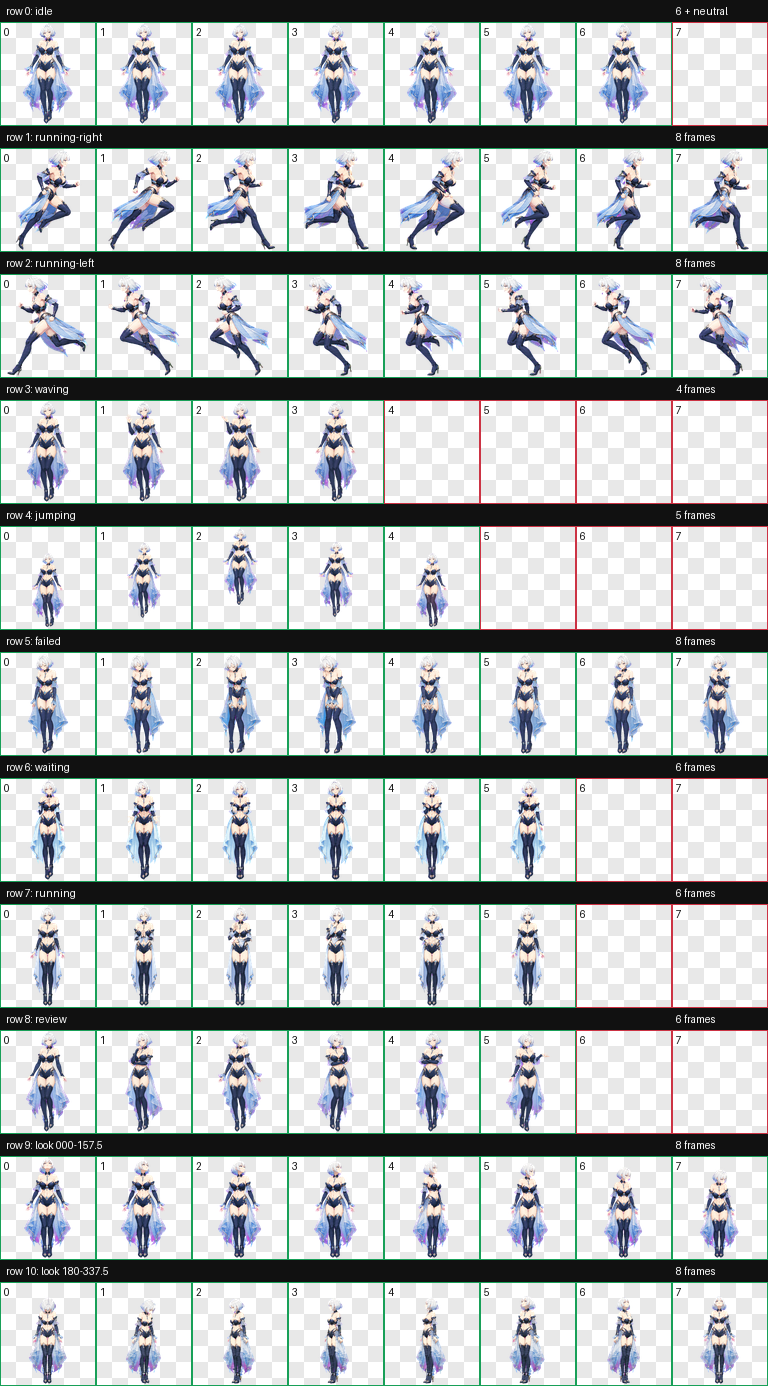 row 0: idle 6 + neutral
0 1 2 3 4 5 6 7
row 1: running-right 8 frames
0 1 2 3 4 5 6 7
row 2: running-left 8 frames
0 1 2 3 4 5 6 7
row 3: waving 4 frames
0 1 2 3 4 5 6 7
row 4: jumping 5 frames
0 1 2 3 4 5 6 7
row 5: failed 8 frames
0 1 2 3 4 5 6 7
row 6: waiting 6 frames
0 1 2 3 4 5 6 7
row 7: running 6 frames
0 1 2 3 4 5 6 7
row 8: review 6 frames
0 1 2 3 4 5 6 7
row 9: look 000-157.5 8 frames
0 1 2 3 4 5 6 7
row 10: look 180-337.5 8 frames
0 1 2 3 4 5 6 7